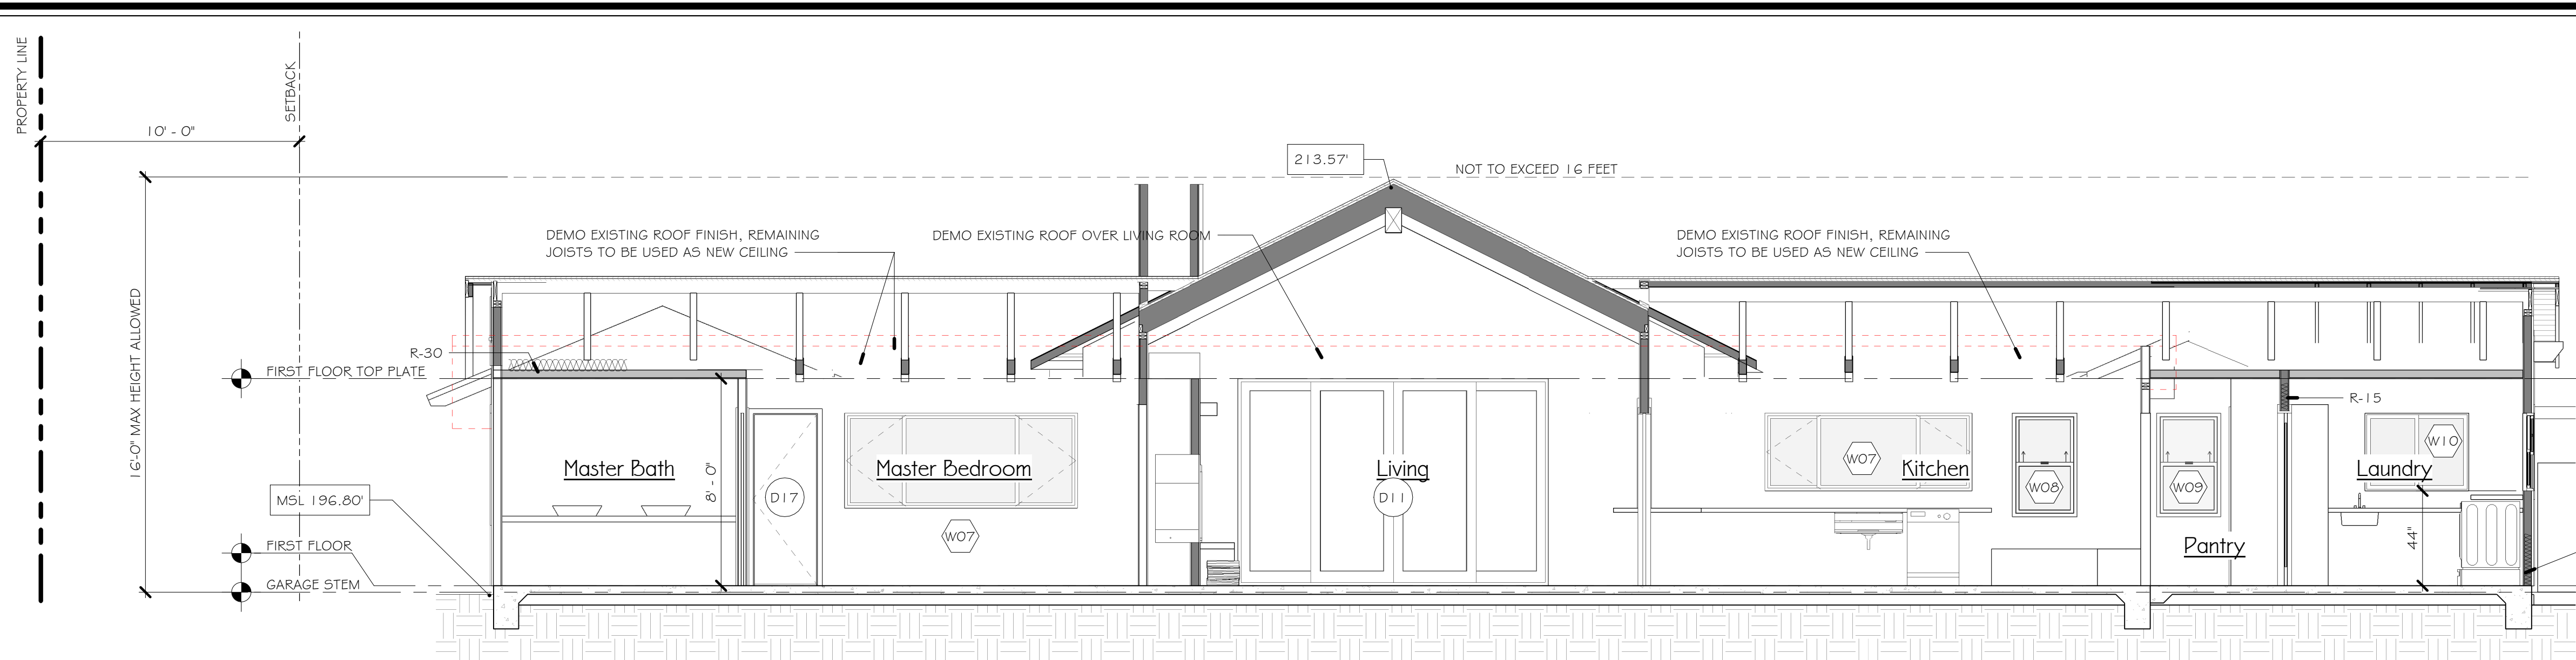 PROPERTY LINE
SETBACK
10' - 0"
213.57'
NOT TO EXCEED 16 FEET
DEMO EXISTING ROOF FINISH, REMAINING
JOISTS TO BE USED AS NEW CEILING
DEMO EXISTING ROOF OVER LIVING ROOM
DEMO EXISTING ROOF FINISH, REMAINING
JOISTS TO BE USED AS NEW CEILING
16'-0" MAX HEIGHT ALLOWED
R-30
FIRST FLOOR TOP PLATE
R-15
Master Bath
8' - 0"
D17
Master Bedroom
W07
Living
D11
W07
Kitchen
W08
W09
W10
Laundry
MSL 196.80'
FIRST FLOOR
Pantry
44"
GARAGE STEM